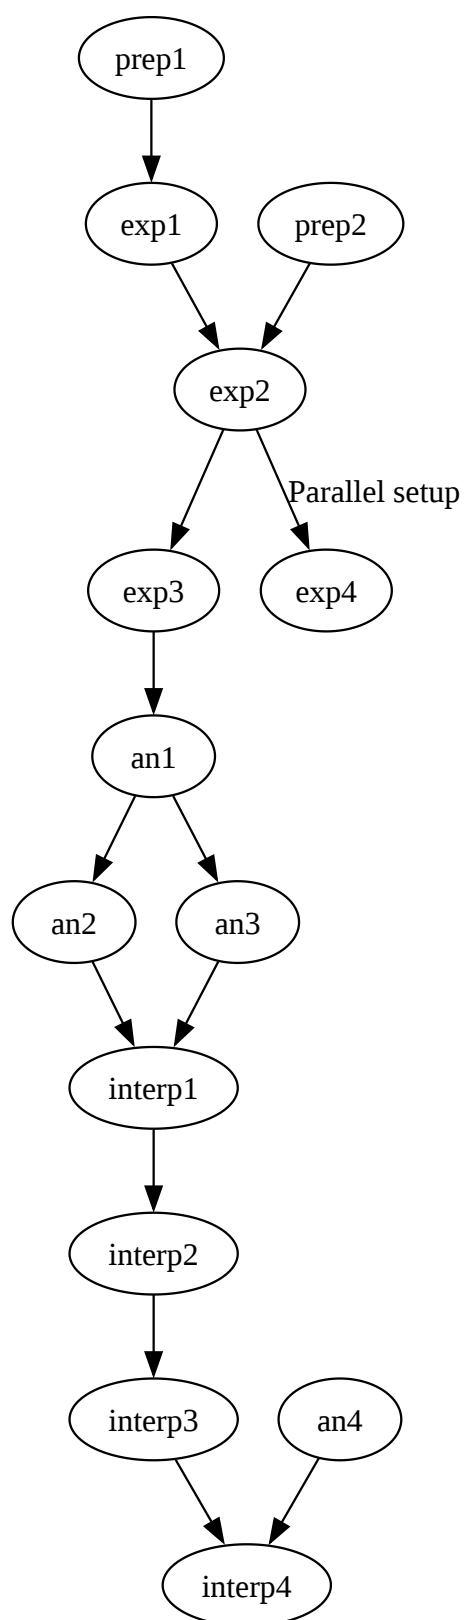 prep1
exp1
prep2
exp2
Parallel setup
exp3
exp4
an1
an2
an3
interp1
interp2
interp3
an4
interp4